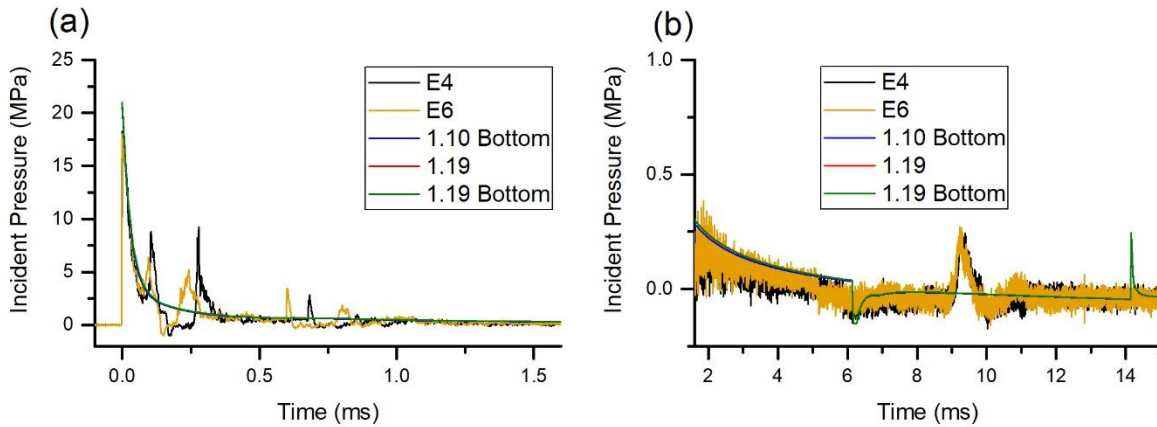 (a)
25
20
15
10
5
0
Incident Pressure (MPa)
E4
E6
1.10 Bottom
1.19
1.19 Bottom
0.0 0.5 1.0 1.5
Time (ms)
(b)
1.0
0.5
0.0
Incident Pressure (MPa)
E4
E6
1.10 Bottom
1.19
1.19 Bottom
2 4 6 8 10 12 14
Time (ms)